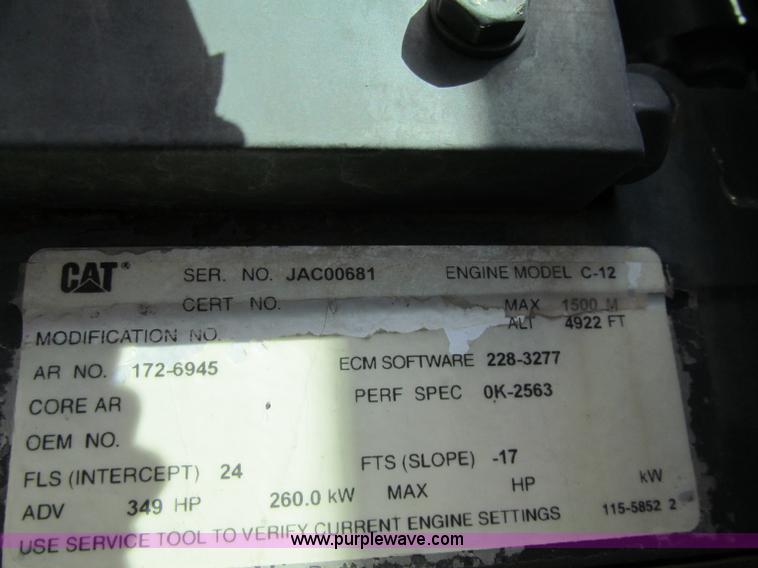 CAT® SER. NO. JAC00681 ENGINE MODEL C-12
CERT NO. MAX 1500 M
MODIFICATION NO. ALT 4922 FT
AR NO. 172-6945 ECM SOFTWARE 228-3277
CORE AR PERF SPEC 0K-2563
OEM NO.
FLS (INTERCEPT) 24 FTS (SLOPE) -17
ADV 349 HP 260.0 kW MAX HP kW
USE SERVICE TOOL TO VERIFY CURRENT ENGINE SETTINGS 115-5852 2
www.purplewave.com